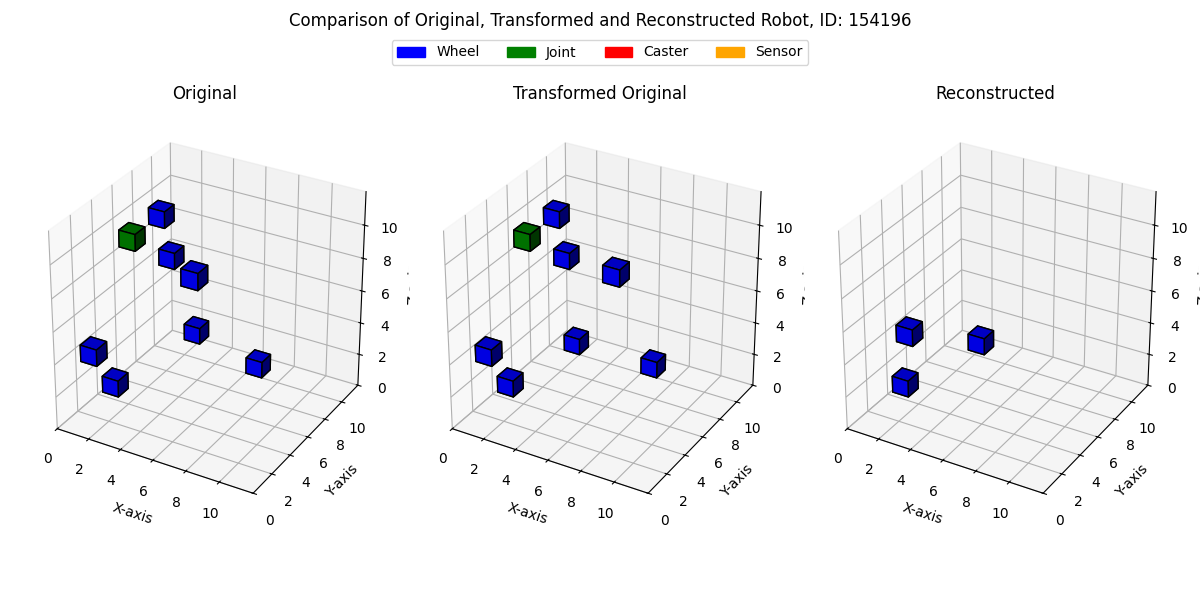 Comparison of Original, Transformed and Reconstructed Robot, ID: 154196
Wheel Joint Caster Sensor
Original
Transformed Original
Reconstructed
0 2 4 6 8 10
X-axis
0 2 4 6 8 10
Y-axis
0 2 4 6 8 10
0 2 4 6 8 10
X-axis
0 2 4 6 8 10
Y-axis
0 2 4 6 8 10
0 2 4 6 8 10
X-axis
0 2 4 6 8 10
Y-axis
0 2 4 6 8 10